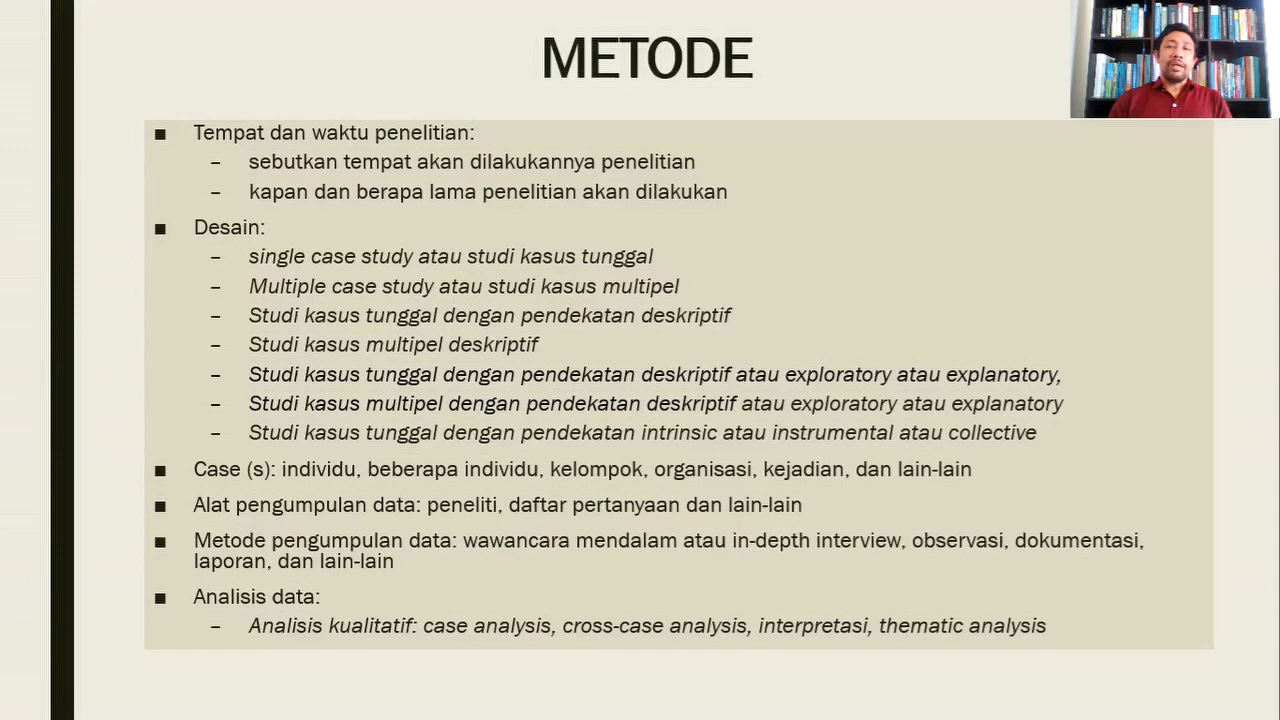 METODE
■ Tempat dan waktu penelitian:
– sebutkan tempat akan dilakukannya penelitian
– kapan dan berapa lama penelitian akan dilakukan
■ Desain:
– single case study atau studi kasus tunggal
– Multiple case study atau studi kasus multipel
– Studi kasus tunggal dengan pendekatan deskriptif
– Studi kasus multipel deskriptif
– Studi kasus tunggal dengan pendekatan deskriptif atau exploratory atau explanatory,
– Studi kasus multipel dengan pendekatan deskriptif atau exploratory atau explanatory
– Studi kasus tunggal dengan pendekatan intrinsic atau instrumental atau collective
■ Case (s): individu, beberapa individu, kelompok, organisasi, kejadian, dan lain-lain
■ Alat pengumpulan data: peneliti, daftar pertanyaan dan lain-lain
■ Metode pengumpulan data: wawancara mendalam atau in-depth interview, observasi, dokumentasi,
laporan, dan lain-lain
■ Analisis data:
– Analisis kualitatif: case analysis, cross-case analysis, interpretasi, thematic analysis